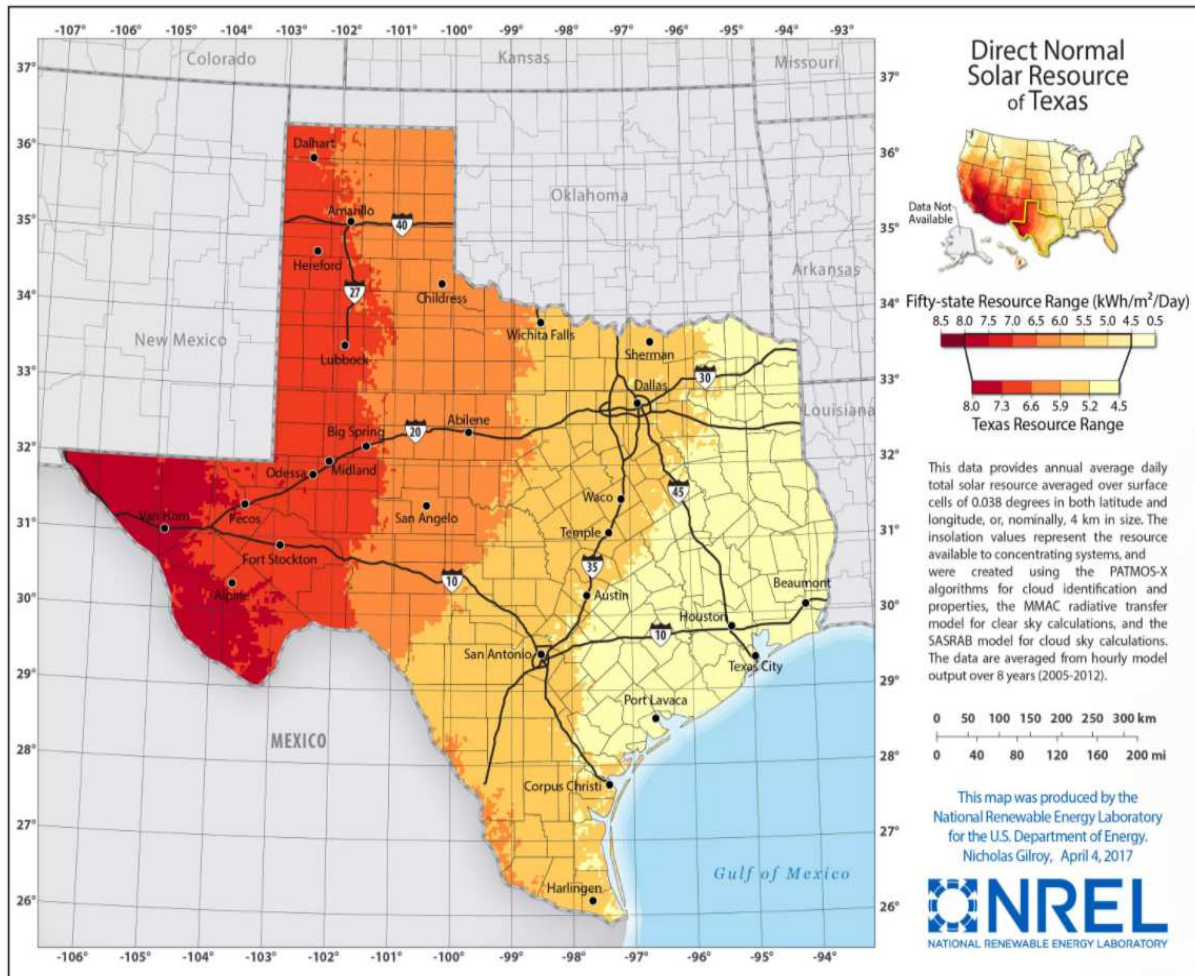 -107° -106° -105° -104° -103° -102° -101° -100° -99° -98° -97° -96° -95° -94° -93°
Colorado
Kansas
Missouri
37°
37°
36°
36°
Dalhart
Oklahoma
35°
35°
Amarillo
40
Arkansas
Hereford
34°
34°
27
Childress
New Mexico
Wichita Falls
Sherman
33°
33°
Lubbock
Dallas
30
Louisiana
32°
32°
Big Spring
20
Abilene
Odessa
Midland
Waco
45
31°
31°
Van Horn
Pecos
San Angelo
Temple
Fort Stockton
35
30°
30°
Alpine
10
Austin
Houston
Beaumont
10
29°
29°
San Antonio
Texas City
Port Lavaca
MEXICO
28°
28°
Corpus Christi
27°
27°
Gulf of Mexico
Harlingen
26°
26°
-106° -105° -104° -103° -102° -101° -100° -99° -98° -97° -96° -95° -94°
Direct Normal
Solar Resource
of Texas
Data Not
Available
Fifty-state Resource Range (kWh/m²/Day)
8.5 8.0 7.5 7.0 6.5 6.0 5.5 5.0 4.5 0.5
8.0 7.3 6.6 5.9 5.2 4.5
Texas Resource Range
This data provides annual average daily
total solar resource averaged over surface
cells of 0.038 degrees in both latitude and
longitude, or, nominally, 4 km in size. The
insolation values represent the resource
available to concentrating systems, and
were created using the PATMOS-X
algorithms for cloud identification and
properties, the MMAC radiative transfer
model for clear sky calculations, and the
SASRAB model for cloud sky calculations.
The data are averaged from hourly model
output over 8 years (2005-2012).
0 50 100 150 200 250 300 km
0 40 80 120 160 200 mi
This map was produced by the
National Renewable Energy Laboratory
for the U.S. Department of Energy.
Nicholas Gilroy, April 4, 2017
NREL
NATIONAL RENEWABLE ENERGY LABORATORY